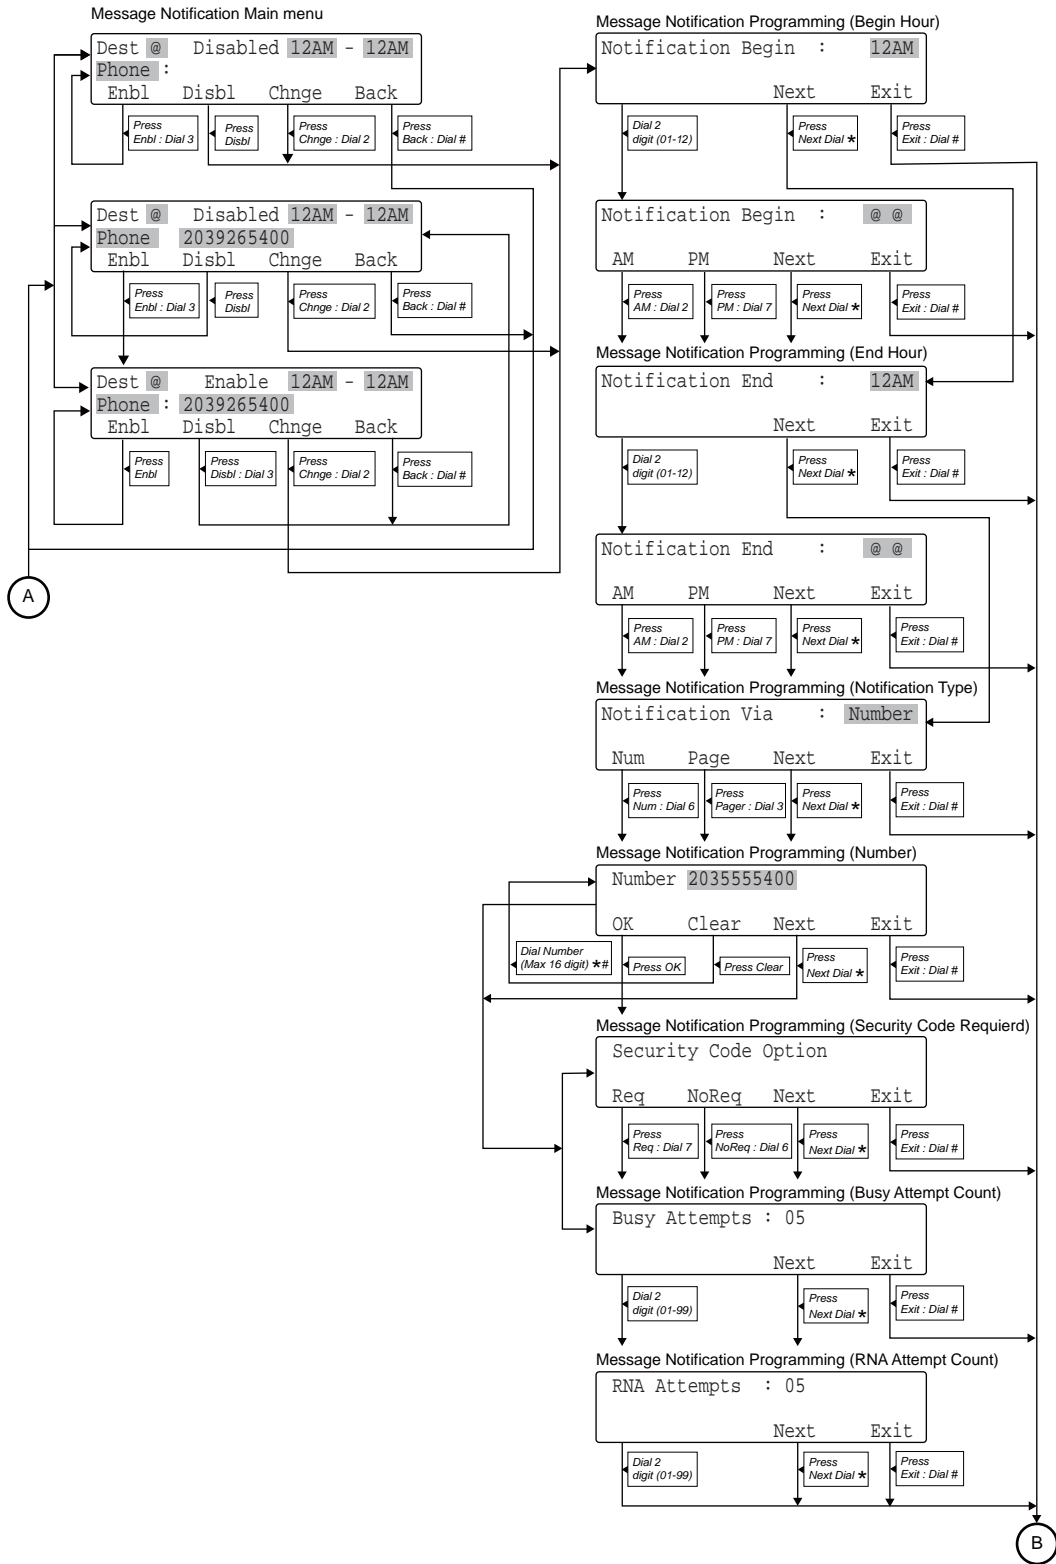 Message Notification Main menu
Dest @ Disabled 12AM - 12AM
Phone :
Enbl Disbl Chnge Back
Press
Enbl : Dial 3
Press
Disbl
Press
Chnge : Dial 2
Press
Back : Dial #
Dest @ Disabled 12AM - 12AM
Phone 2039265400
Enbl Disbl Chnge Back
Press
Enbl : Dial 3
Press
Disbl
Press
Chnge : Dial 2
Press
Back : Dial #
Dest @ Enable 12AM - 12AM
Phone : 2039265400
Enbl Disbl Chnge Back
Press
Enbl
Press
Disbl : Dial 3
Press
Chnge : Dial 2
Press
Back : Dial #
A
Message Notification Programming (Begin Hour)
Notification Begin : 12AM
Next Exit
Dial 2
digit (01-12)
Press
Next Dial *
Press
Exit : Dial #
Notification Begin : @ @
AM PM Next Exit
Press
AM : Dial 2
Press
PM : Dial 7
Press
Next Dial *
Press
Exit : Dial #
Message Notification Programming (End Hour)
Notification End : 12AM
Next Exit
Dial 2
digit (01-12)
Press
Next Dial *
Press
Exit : Dial #
Notification End : @ @
AM PM Next Exit
Press
AM : Dial 2
Press
PM : Dial 7
Press
Next Dial *
Press
Exit : Dial #
Message Notification Programming (Notification Type)
Notification Via : Number
Num Page Next Exit
Press
Num : Dial 6
Press
Pager : Dial 3
Press
Next Dial *
Press
Exit : Dial #
Message Notification Programming (Number)
Number 2035555400
OK Clear Next Exit
Dial Number
(Max 16 digit) *#
Press OK
Press Clear
Press
Next Dial *
Press
Exit : Dial #
Message Notification Programming (Security Code Requierd)
Security Code Option
Req NoReq Next Exit
Press
Req : Dial 7
Press
NoReq : Dial 6
Press
Next Dial *
Press
Exit : Dial #
Message Notification Programming (Busy Attempt Count)
Busy Attempts : 05
Next Exit
Dial 2
digit (01-99)
Press
Next Dial *
Press
Exit : Dial #
Message Notification Programming (RNA Attempt Count)
RNA Attempts : 05
Next Exit
Dial 2
digit (01-99)
Press
Next Dial *
Press
Exit : Dial #
B